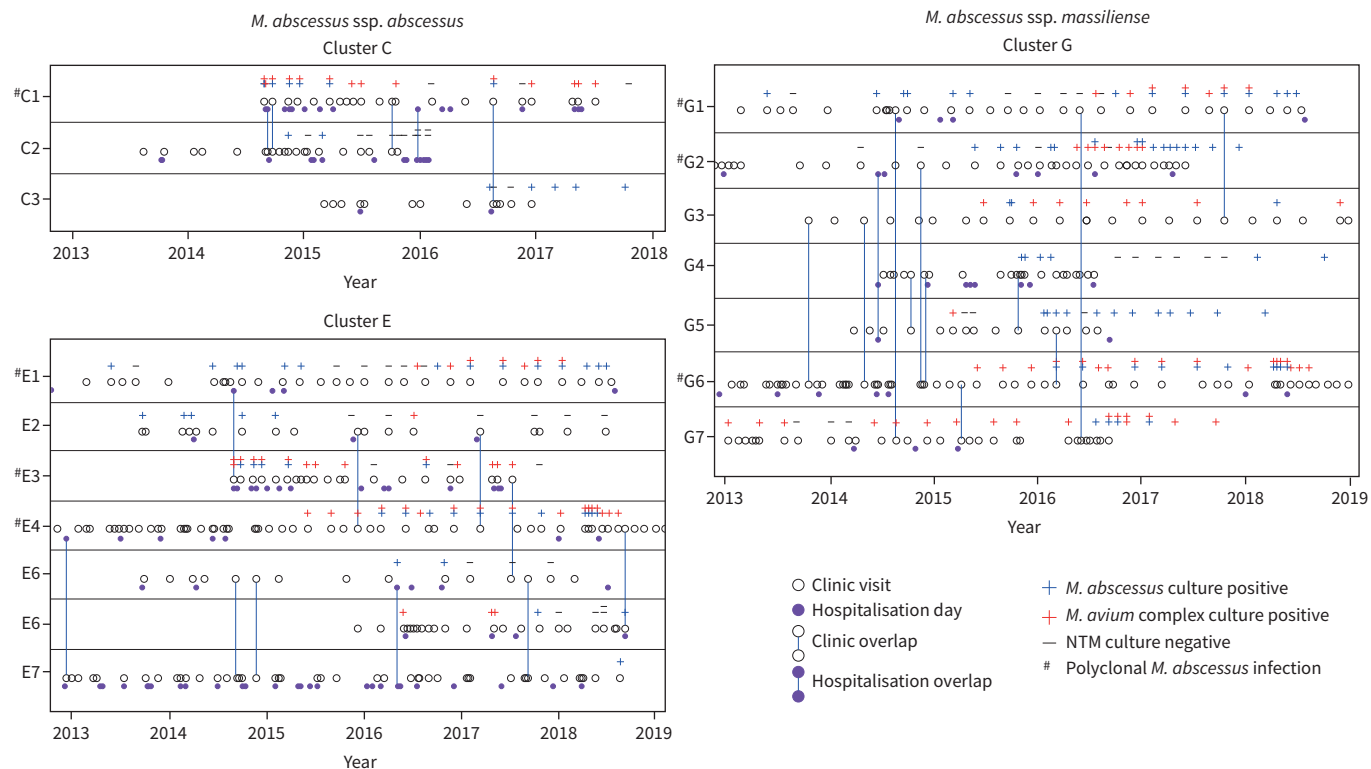 M. abscessus ssp. abscessus
Cluster C
#C1
C2
C3
2013 2014 2015 2016 2017 2018
Year
Cluster E
#E1
E2
#E3
#E4
E6
E6
E7
2013 2014 2015 2016 2017 2018 2019
Year
M. abscessus ssp. massiliense
Cluster G
#G1
#G2
G3
G4
G5
#G6
G7
2013 2014 2015 2016 2017 2018 2019
Year
Clinic visit
Hospitalisation day
Clinic overlap
Hospitalisation overlap
M. abscessus culture positive
M. avium complex culture positive
NTM culture negative
# Polyclonal M. abscessus infection